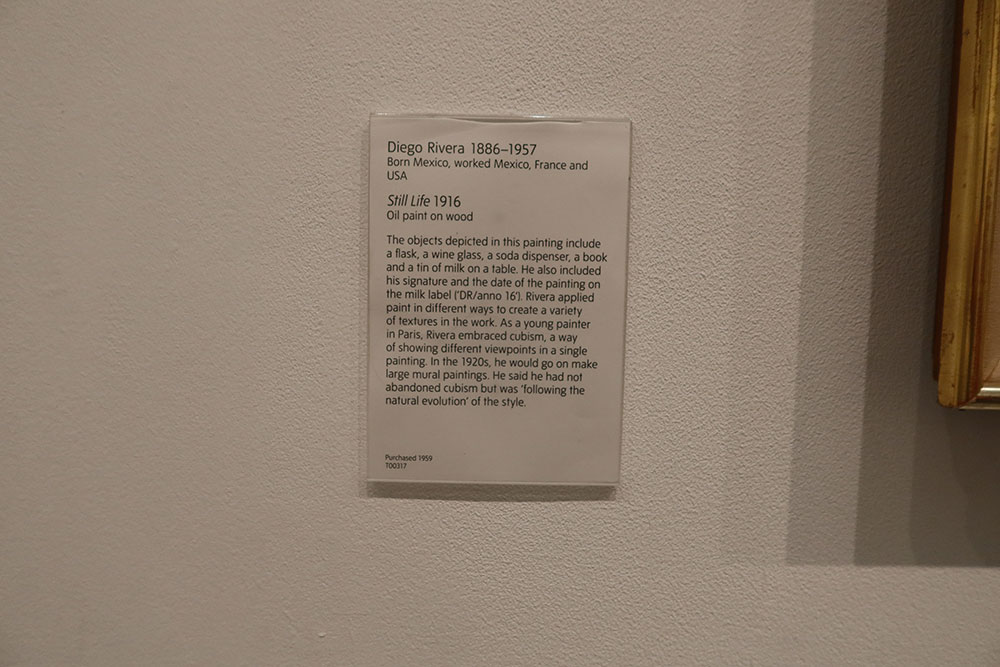 Diego Rivera 1886–1957
Born Mexico, worked Mexico, France and
USA
Still Life 1916
Oil paint on wood
The objects depicted in this painting include
a flask, a wine glass, a soda dispenser, a book
and a tin of milk on a table. He also included
his signature and the date of the painting on
the milk label (‘DR/anno 16’). Rivera applied
paint in different ways to create a variety
of textures in the work. As a young painter
in Paris, Rivera embraced cubism, a way
of showing different viewpoints in a single
painting. In the 1920s, he would go on make
large mural paintings. He said he had not
abandoned cubism but was ‘following the
natural evolution’ of the style.
Purchased 1959
T00317